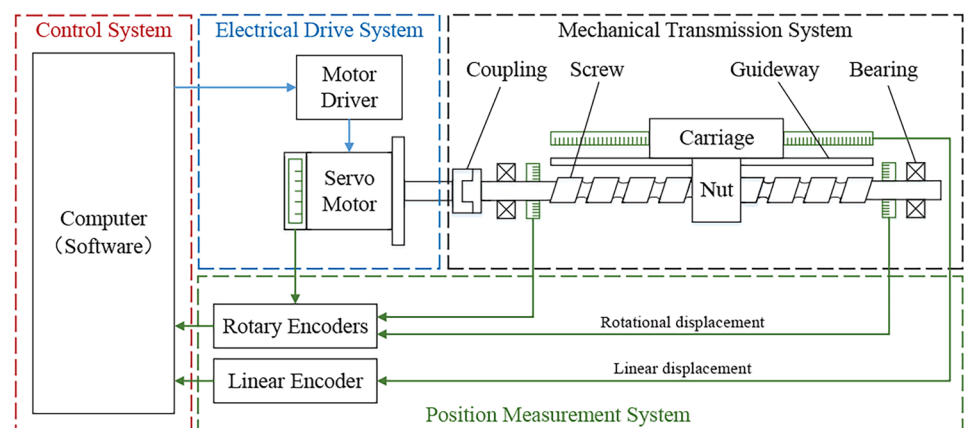 Control System
Electrical Drive System
Mechanical Transmission System
Motor
Driver
Coupling
Screw
Guideway
Bearing
Carriage
Servo
Motor
Nut
Computer
（Software）
Rotary Encoders
Rotational displacement
Linear Encoder
Linear displacement
Position Measurement System